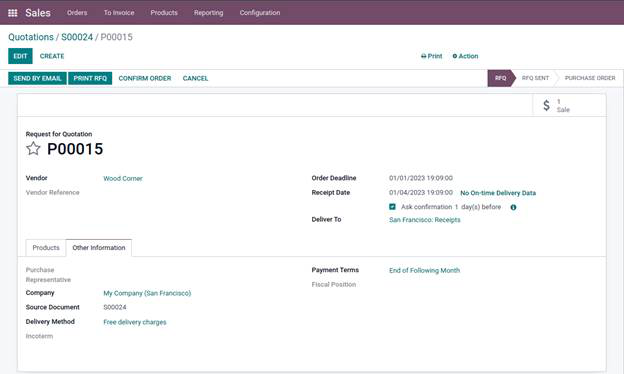 Sales Orders To Invoice Products Reporting Configuration
Quotations / S00024 / P00015
EDIT CREATE Print Action
SEND BY EMAIL PRINT RFQ CONFIRM ORDER CANCEL RFQ RFQ SENT PURCHASE ORDER
$ 1
Sale
Request for Quotation
P00015
Vendor Wood Corner Order Deadline 01/01/2023 19:09:00
Vendor Reference Receipt Date 01/04/2023 19:09:00 No On-time Delivery Data
Ask confirmation 1 day(s) before
Deliver To San Francisco: Receipts
Products Other Information
Purchase
Representative
Payment Terms End of Following Month
Fiscal Position
Company My Company (San Francisco)
Source Document S00024
Delivery Method Free delivery charges
Incoterm